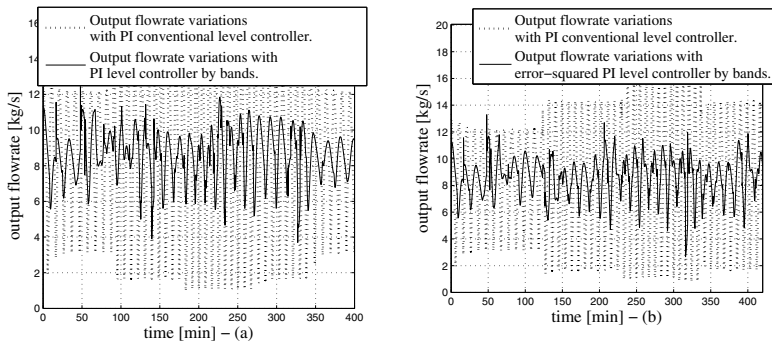 16
Output flowrate variations
with PI conventional level controller.
Output flowrate variations with
PI level controller by bands.
12
10
8
6
4
2
0
output flowrate [kg/s]
0 50 100 150 200 250 300 350 400
time [min] − (a)
20
Output flowrate variations
with PI conventional level controller.
Output flowrate variations with
error−squared PI level controller by bands.
18
16
14
12
10
8
6
4
2
0
output flowrate [kg/s]
0 50 100 150 200 250 300 350 400
time [min] − (b)